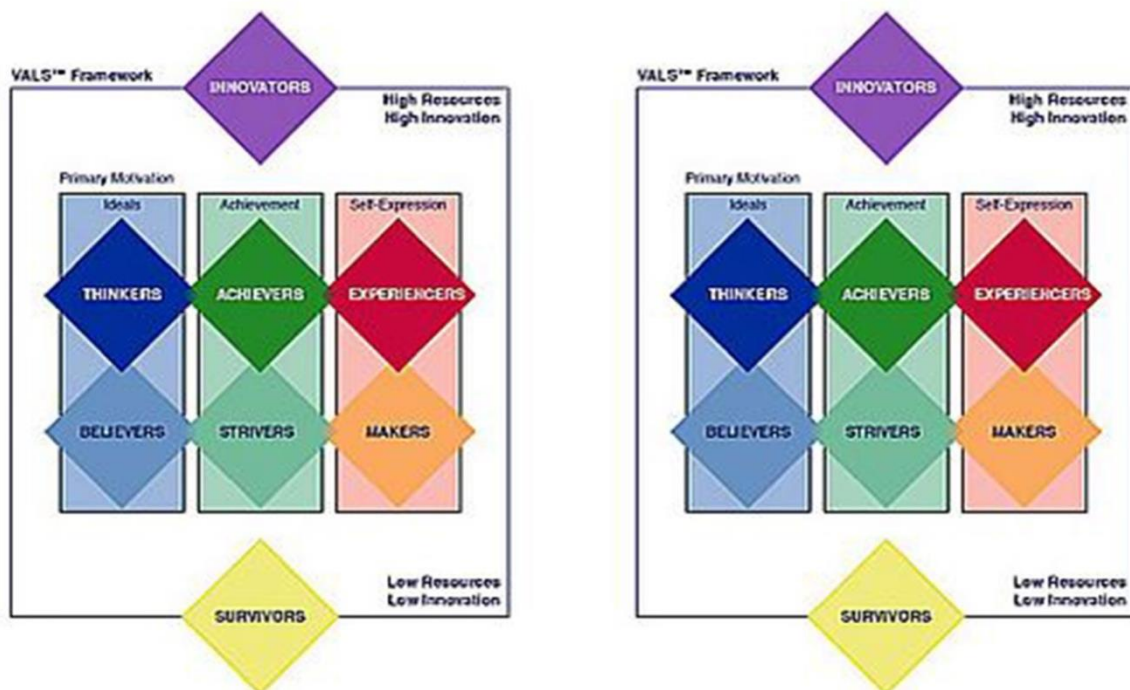 INNOVATORS
VALS™ Framework
High Resources
High Innovation
Primary Motivation
Ideals
Achievement
Self-Expression
THINKERS
ACHIEVERS
EXPERIENCERS
BELIEVERS
STRIVERS
MAKERS
Low Resources
Low Innovation
SURVIVORS
INNOVATORS
VALS™ Framework
High Resources
High Innovation
Primary Motivation
Ideals
Achievement
Self-Expression
THINKERS
ACHIEVERS
EXPERIENCERS
BELIEVERS
STRIVERS
MAKERS
Low Resources
Low Innovation
SURVIVORS